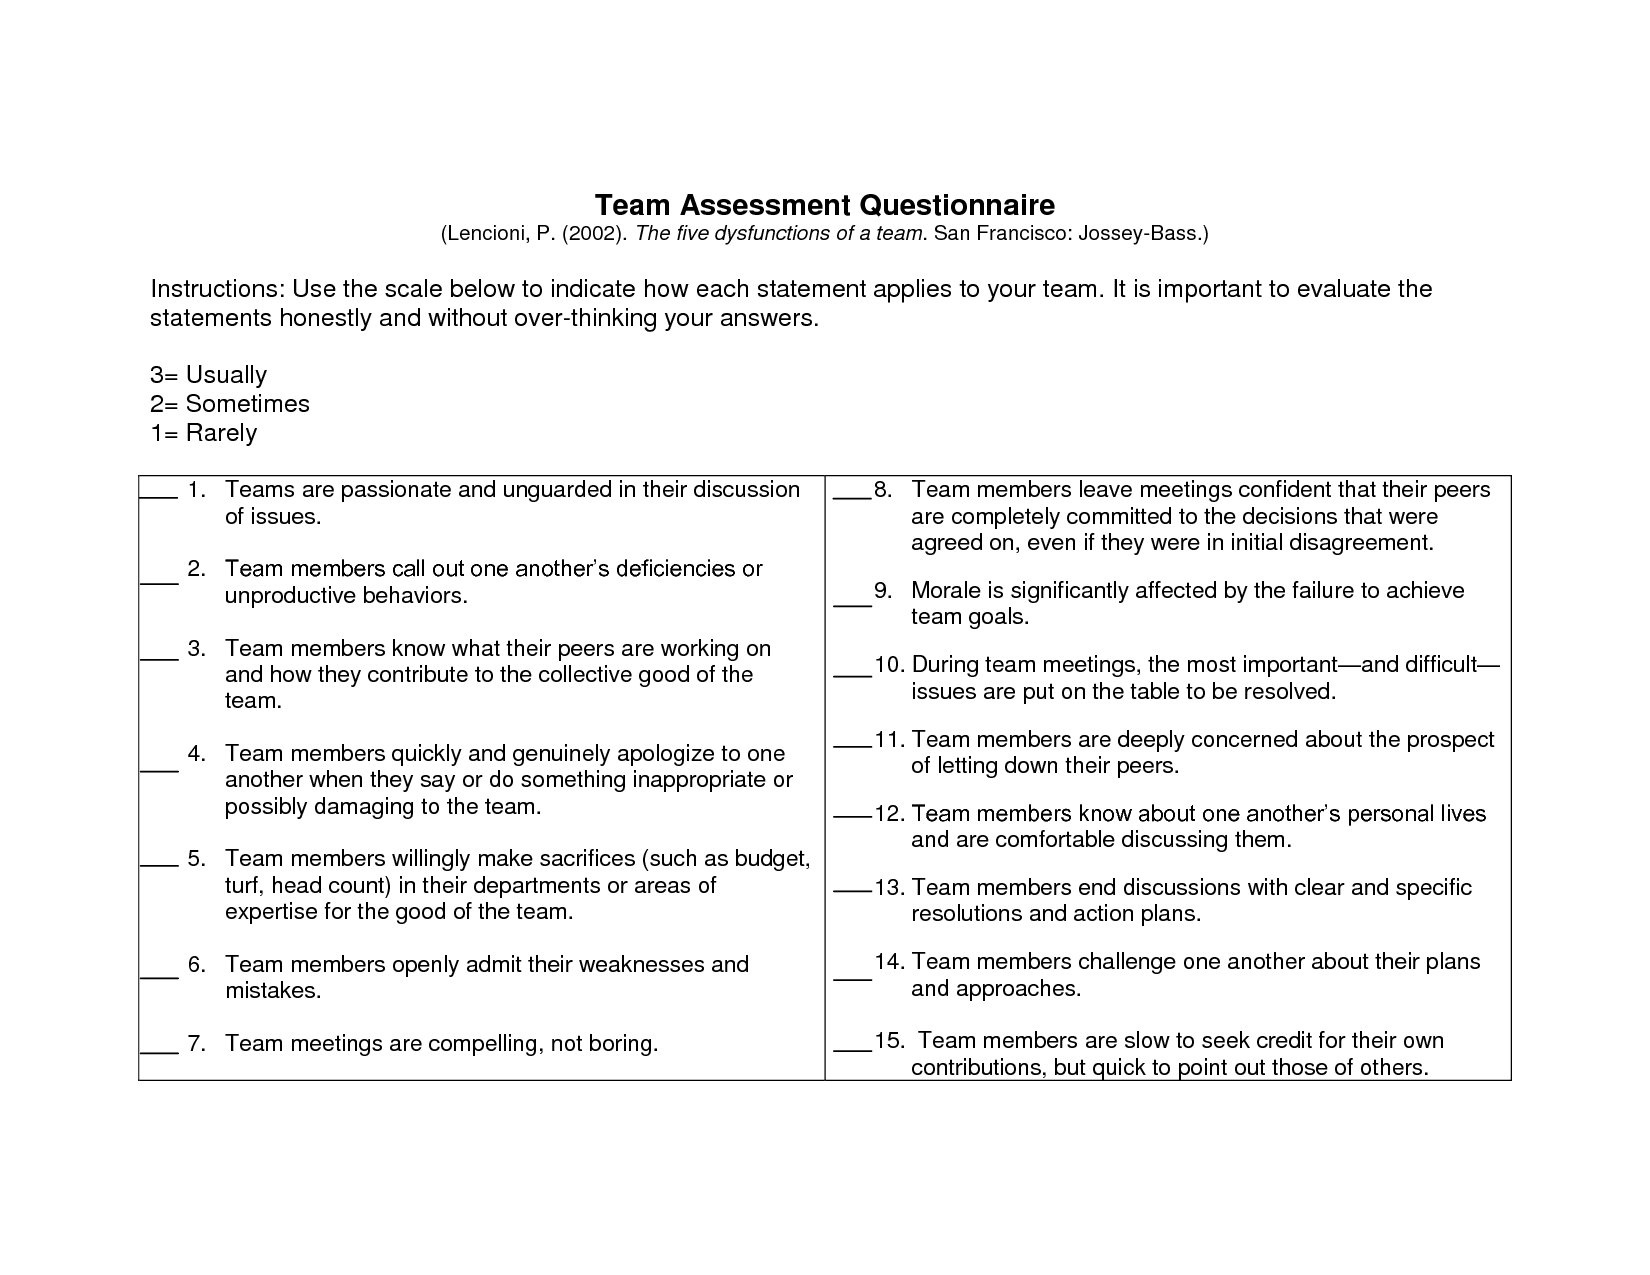 Team Assessment Questionnaire
(Lencioni, P. (2002). The five dysfunctions of a team. San Francisco: Jossey-Bass.)
Instructions: Use the scale below to indicate how each statement applies to your team. It is important to evaluate the
statements honestly and without over-thinking your answers.
3= Usually
2= Sometimes
1= Rarely
___ 1. Teams are passionate and unguarded in their discussion
of issues.
___ 2. Team members call out one another's deficiencies or
unproductive behaviors.
___ 3. Team members know what their peers are working on
and how they contribute to the collective good of the
team.
___ 4. Team members quickly and genuinely apologize to one
another when they say or do something inappropriate or
possibly damaging to the team.
___ 5. Team members willingly make sacrifices (such as budget,
turf, head count) in their departments or areas of
expertise for the good of the team.
___ 6. Team members openly admit their weaknesses and
mistakes.
___ 7. Team meetings are compelling, not boring.
___8. Team members leave meetings confident that their peers
are completely committed to the decisions that were
agreed on, even if they were in initial disagreement.
___9. Morale is significantly affected by the failure to achieve
team goals.
___10. During team meetings, the most important—and difficult—
issues are put on the table to be resolved.
___11. Team members are deeply concerned about the prospect
of letting down their peers.
___12. Team members know about one another's personal lives
and are comfortable discussing them.
___13. Team members end discussions with clear and specific
resolutions and action plans.
___14. Team members challenge one another about their plans
and approaches.
___15. Team members are slow to seek credit for their own
contributions, but quick to point out those of others.